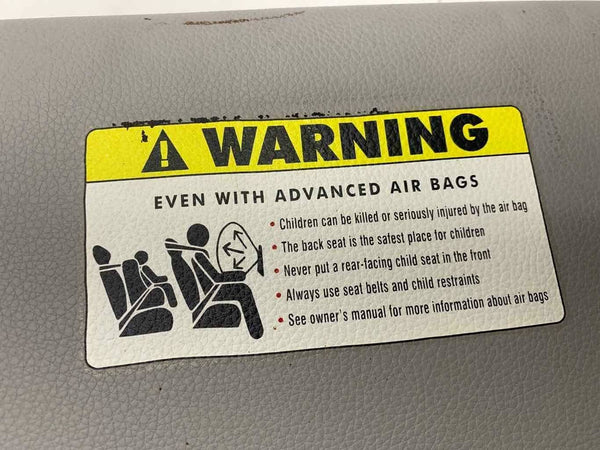 WARNING
EVEN WITH ADVANCED AIR BAGS
• Children can be killed or seriously injured by the air bag
• The back seat is the safest place for children
• Never put a rear-facing child seat in the front
• Always use seat belts and child restraints
• See owner's manual for more information about air bags